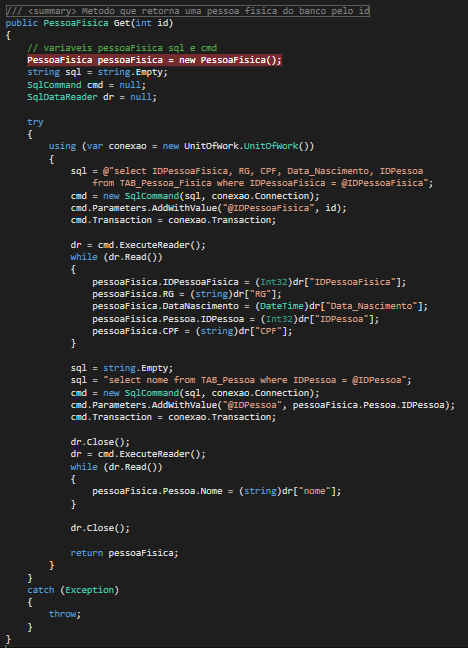 /// <summary> Metodo que retorna uma pessoa fisica do banco pelo id
public PessoaFisica Get(int id)
{
// variaveis pessoaFisica sql e cmd
PessoaFisica pessoaFisica = new PessoaFisica();
string sql = string.Empty;
SqlCommand cmd = null;
SqlDataReader dr = null;
try
{
using (var conexao = new UnitOfWork.UnitOfWork())
{
sql = @"select IDPessoaFisica, RG, CPF, Data_Nascimento, IDPessoa
from TAB_Pessoa_Fisica where IDPessoaFisica = @IDPessoaFisica";
cmd = new SqlCommand(sql, conexao.Connection);
cmd.Parameters.AddWithValue("@IDPessoaFisica", id);
cmd.Transaction = conexao.Transaction;
dr = cmd.ExecuteReader();
while (dr.Read())
{
pessoaFisica.IDPessoaFisica = (Int32)dr["IDPessoaFisica"];
pessoaFisica.RG = (string)dr["RG"];
pessoaFisica.DataNascimento = (DateTime)dr["Data_Nascimento"];
pessoaFisica.Pessoa.IDPessoa = (Int32)dr["IDPessoa"];
pessoaFisica.CPF = (string)dr["CPF"];
}
sql = string.Empty;
sql = "select nome from TAB_Pessoa where IDPessoa = @IDPessoa";
cmd = new SqlCommand(sql, conexao.Connection);
cmd.Parameters.AddWithValue("@IDPessoa", pessoaFisica.Pessoa.IDPessoa);
cmd.Transaction = conexao.Transaction;
dr.Close();
dr = cmd.ExecuteReader();
while (dr.Read())
{
pessoaFisica.Pessoa.Nome = (string)dr["nome"];
}
dr.Close();
return pessoaFisica;
}
}
catch (Exception)
{
throw;
}
}